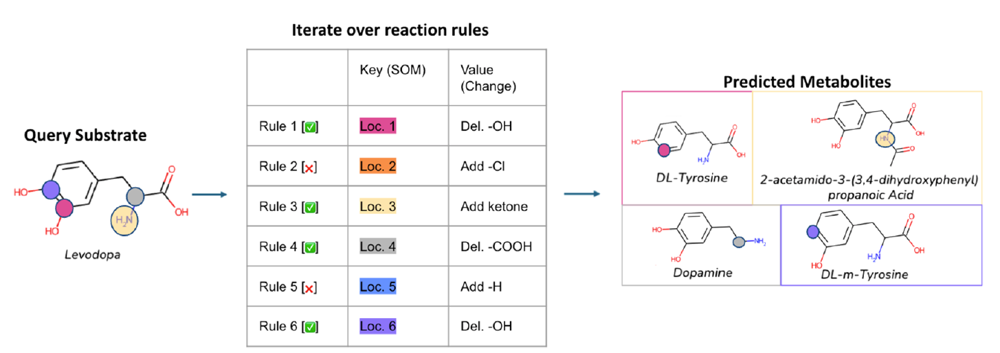 Iterate over reaction rules
Query Substrate
HO
HO
H₂N
O
OH
Levodopa
Key (SOM)
Value
(Change)
Rule 1 [✅]
Loc. 1
Del. -OH
Rule 2 [❌]
Loc. 2
Add -Cl
Rule 3 [✅]
Loc. 3
Add ketone
Rule 4 [✅]
Loc. 4
Del. -COOH
Rule 5 [❌]
Loc. 5
Add -H
Rule 6 [✅]
Loc. 6
Del. -OH
Predicted Metabolites
HO
O
OH
H₂N
DL-Tyrosine
HO
HO
O
OH
HN
O
2-acetamido-3-(3,4-dihydroxyphenyl)
propanoic Acid
HO
HO
NH₂
Dopamine
HO
O
OH
H₂N
DL-m-Tyrosine